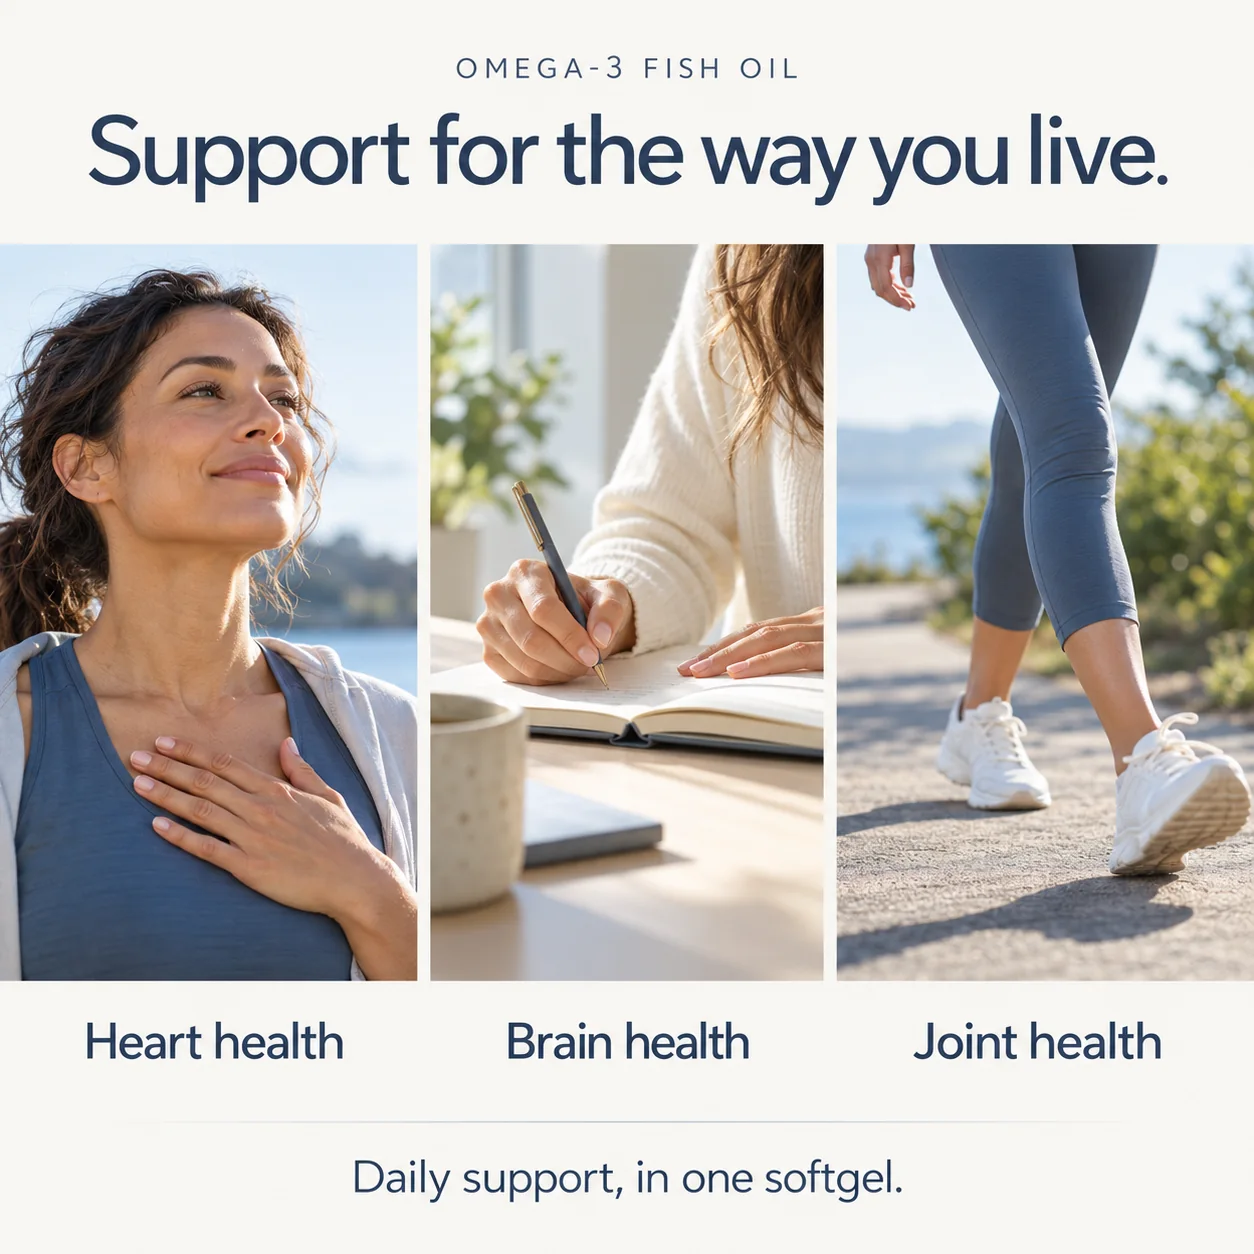 OMEGA-3 FISH OIL
Support for the way you live.
Heart health
Brain health
Joint health
Daily support, in one softgel.